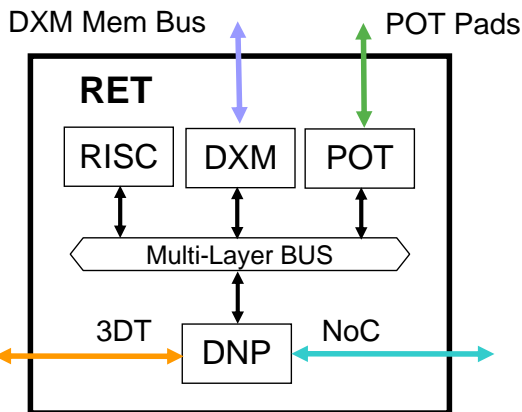 DXM Mem Bus
POT Pads
RET
RISC
DXM
POT
Multi-Layer BUS
3DT
DNP
NoC